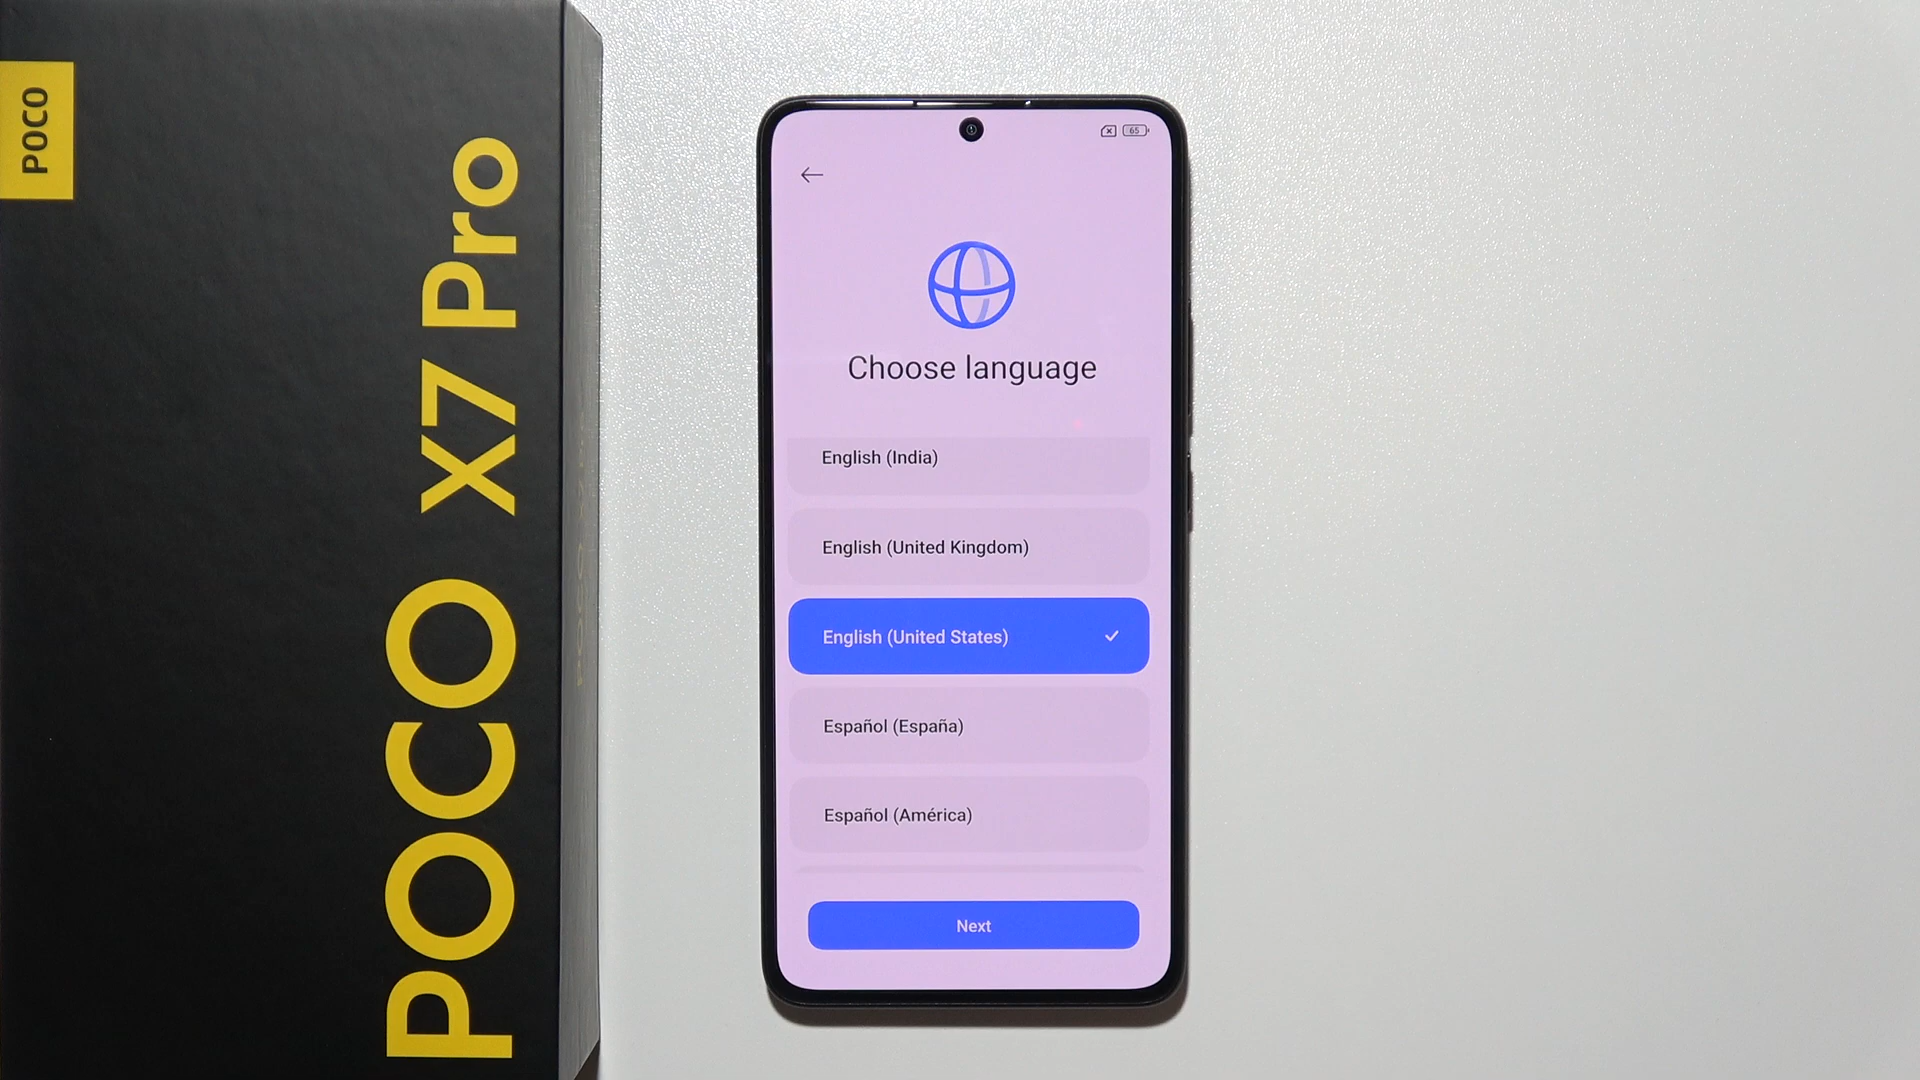 POCO
POCO X7 Pro
65
Choose language
English (India)
English (United Kingdom)
English (United States)
Español (España)
Español (América)
Next